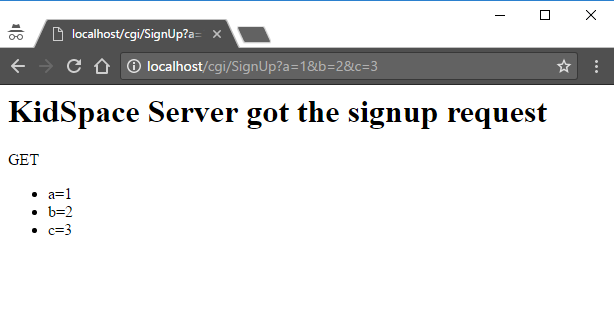 localhost/cgi/SignUp?a=
localhost/cgi/SignUp?a=1&b=2&c=3
KidSpace Server got the signup request
GET
a=1
b=2
c=3